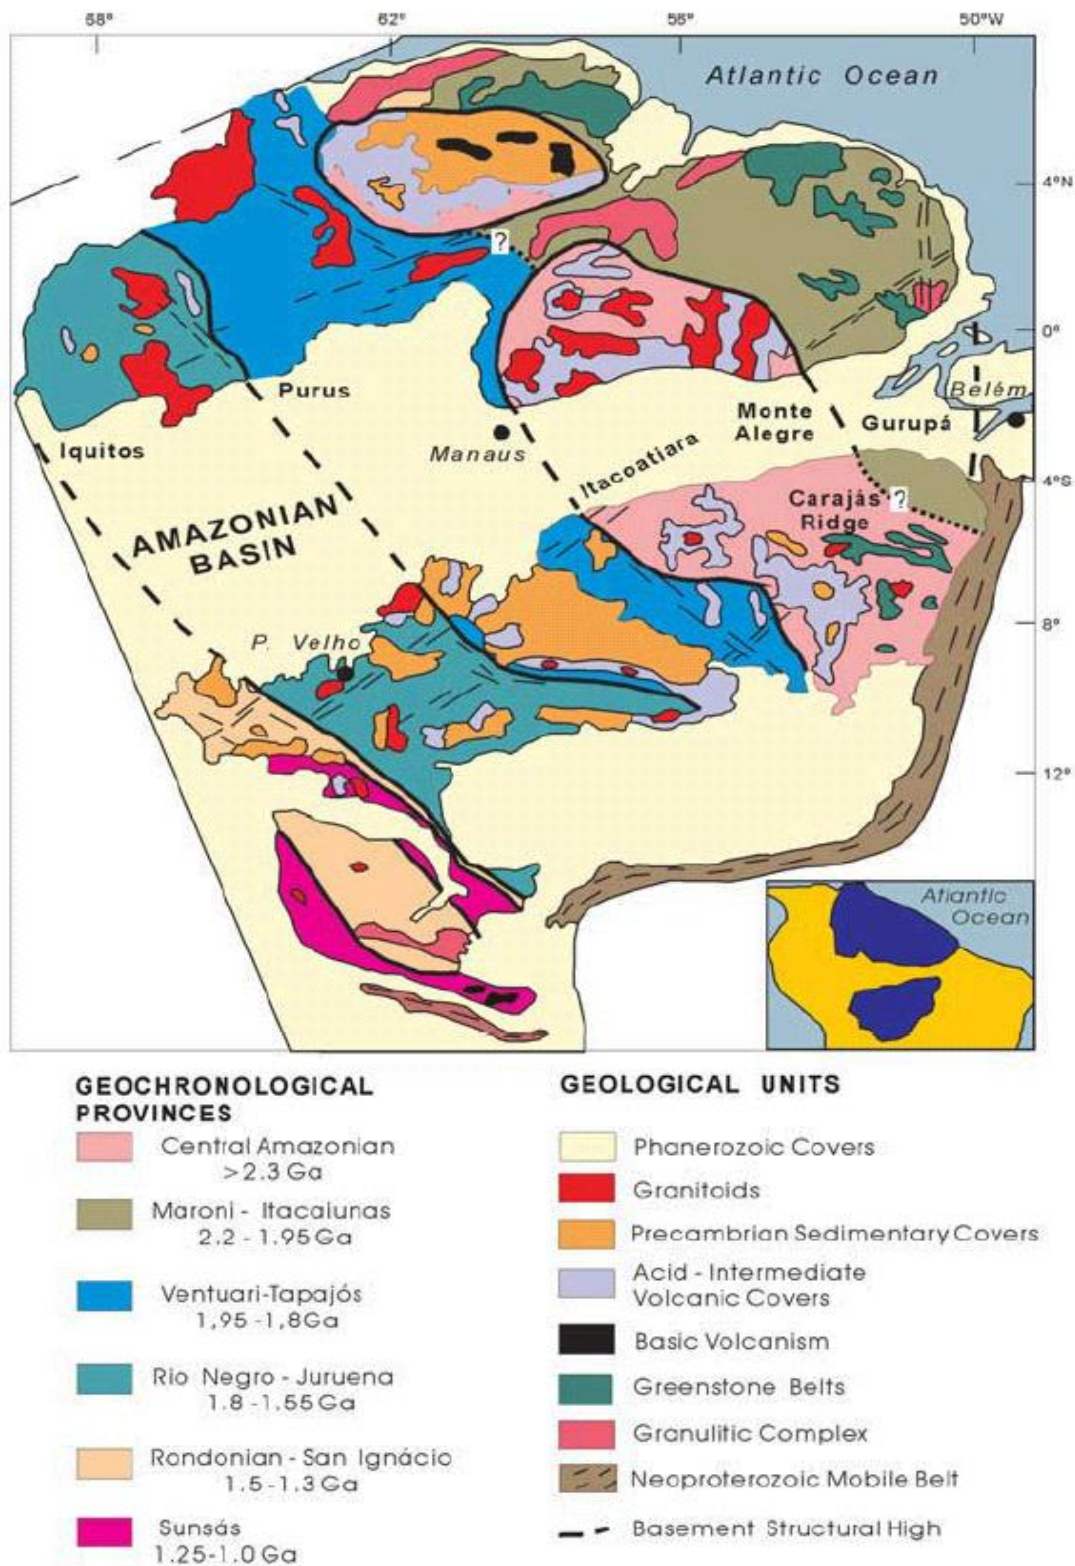 68°
62°
56°
50°W
Atlantic Ocean
4°N
?
0°
Purus
Belém
Monte
Alegre
Gurupá
Iquitos
Manaus
Itacoatiara
4°S
Carajás
Ridge
?
AMAZONIAN
BASIN
P. Velho
8°
12°
Atlantic
Ocean
GEOCHRONOLOGICAL
PROVINCES
Central Amazonian
>2.3 Ga
Maroni - Itacaiunas
2.2 - 1.95 Ga
Ventuari-Tapajós
1,95 -1,8Ga
Rio Negro - Juruena
1.8 -1.55 Ga
Rondonian - San Ignácio
1.5 -1.3 Ga
Sunsás
1.25-1.0 Ga
GEOLOGICAL UNITS
Phanerozoic Covers
Granitoids
Precambrian Sedimentary Covers
Acid - Intermediate
Volcanic Covers
Basic Volcanism
Greenstone Belts
Granulitic Complex
Neoproterozoic Mobile Belt
Basement Structural High